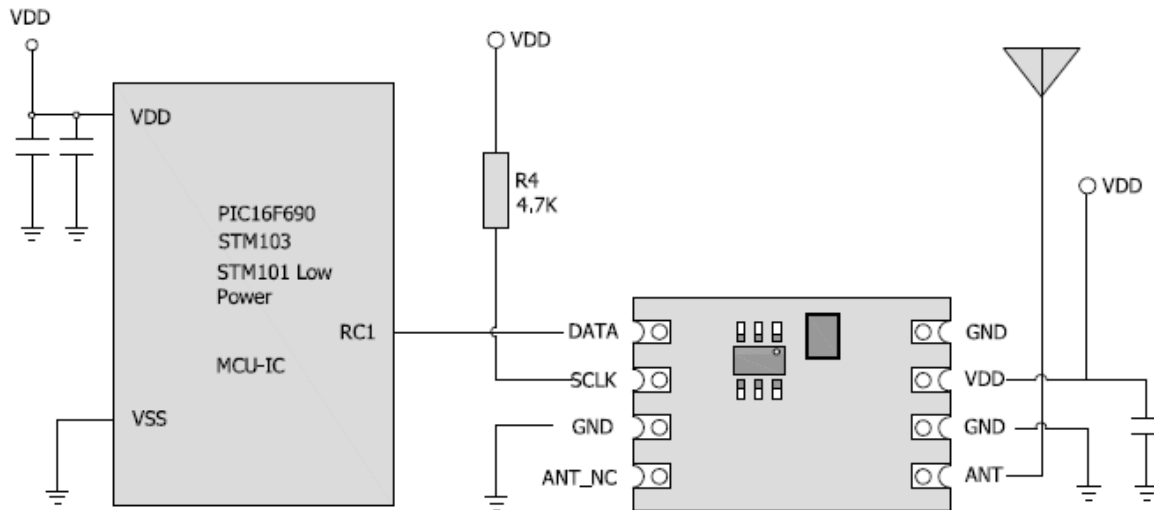 VDD
VDD
VDD
R4
4.7K
VDD
PIC16F690
STM103
STM101 Low
Power
RC1
MCU-IC
VSS
DATA
SCLK
GND
ANT_NC
GND
VDD
GND
ANT